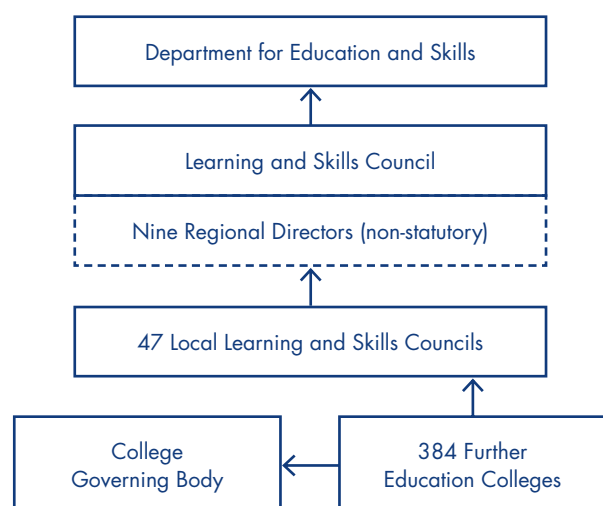 Department for Education and Skills
Learning and Skills Council
Nine Regional Directors (non-statutory)
47 Local Learning and Skills Councils
College
Governing Body
384 Further
Education Colleges